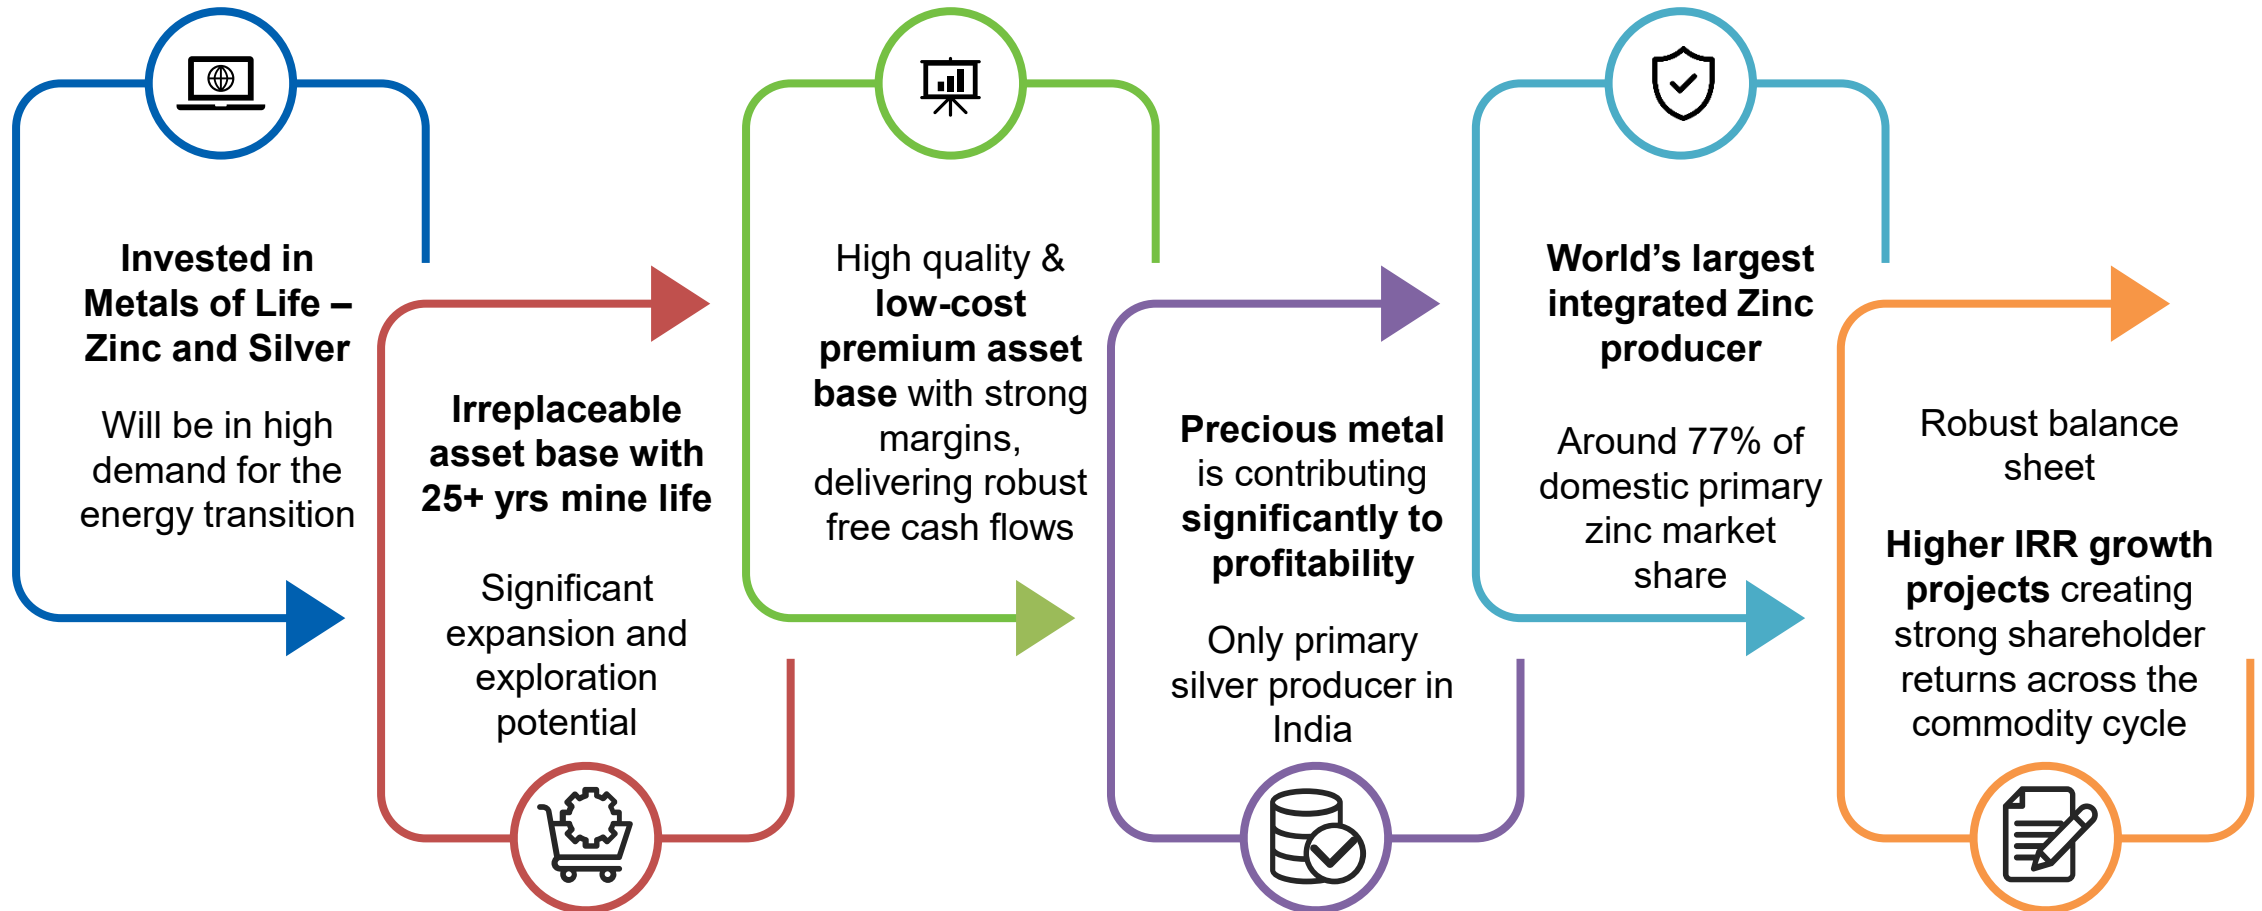 Invested in
Metals of Life –
Zinc and Silver
Will be in high
demand for the
energy transition
Irreplaceable
asset base with
25+ yrs mine life
Significant
expansion and
exploration
potential
High quality &
low-cost
premium asset
base with strong
margins,
delivering robust
free cash flows
Precious metal
is contributing
significantly to
profitability
Only primary
silver producer in
India
World’s largest
integrated Zinc
producer
Around 77% of
domestic primary
zinc market
share
Robust balance
sheet
Higher IRR growth
projects creating
strong shareholder
returns across the
commodity cycle